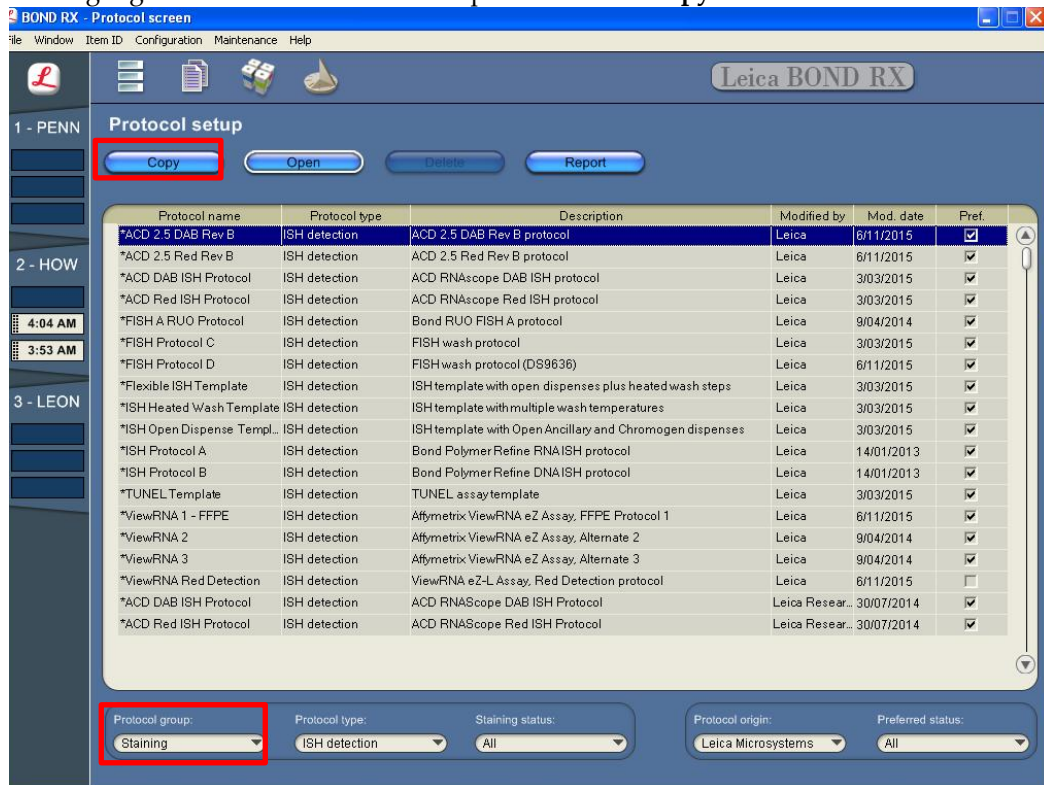 BOND RX - Protocol screen
File Window Item ID Configuration Maintenance Help
Leica BOND RX
1 - PENN
Protocol setup
Copy Open Delete Report
Protocol name Protocol type Description Modified by Mod. date Pref.
*ACD 2.5 DAB Rev B ISH detection ACD 2.5 DAB Rev B protocol Leica 6/11/2015
*ACD 2.5 Red Rev B ISH detection ACD 2.5 Red Rev B protocol Leica 6/11/2015
2 - HOW
*ACD DAB ISH Protocol ISH detection ACD RNAscope DAB ISH protocol Leica 3/03/2015
*ACD Red ISH Protocol ISH detection ACD RNAscope Red ISH protocol Leica 3/03/2015
*FISH A RUO Protocol ISH detection Bond RUO FISH A protocol Leica 9/04/2014
4:04 AM
*FISH Protocol C ISH detection FISH wash protocol Leica 3/03/2015
3:53 AM
*FISH Protocol D ISH detection FISH wash protocol (DS9636) Leica 6/11/2015
*Flexible ISH Template ISH detection ISH template with open dispenses plus heated wash steps Leica 3/03/2015
3 - LEON
*ISH Heated Wash Template ISH detection ISH template with multiple wash temperatures Leica 3/03/2015
*ISH Open Dispense Templ... ISH detection ISH template with Open Ancillary and Chromogen dispenses Leica 3/03/2015
*ISH Protocol A ISH detection Bond Polymer Refine RNA ISH protocol Leica 14/01/2013
*ISH Protocol B ISH detection Bond Polymer Refine DNA ISH protocol Leica 14/01/2013
*TUNEL Template ISH detection TUNEL assay template Leica 3/03/2015
*ViewRNA 1 - FFPE ISH detection Affymetrix ViewRNA eZ Assay, FFPE Protocol 1 Leica 6/11/2015
*ViewRNA 2 ISH detection Affymetrix ViewRNA eZ Assay, Alternate 2 Leica 9/04/2014
*ViewRNA 3 ISH detection Affymetrix ViewRNA eZ Assay, Alternate 3 Leica 9/04/2014
*ViewRNA Red Detection ISH detection ViewRNA eZ-L Assay, Red Detection protocol Leica 6/11/2015
*ACD DAB ISH Protocol ISH detection ACD RNAScope DAB ISH Protocol Leica Resear... 30/07/2014
*ACD Red ISH Protocol ISH detection ACD RNAScope Red ISH Protocol Leica Resear... 30/07/2014
Protocol group: Protocol type: Staining status: Protocol origin: Preferred status:
Staining ISH detection All Leica Microsystems All